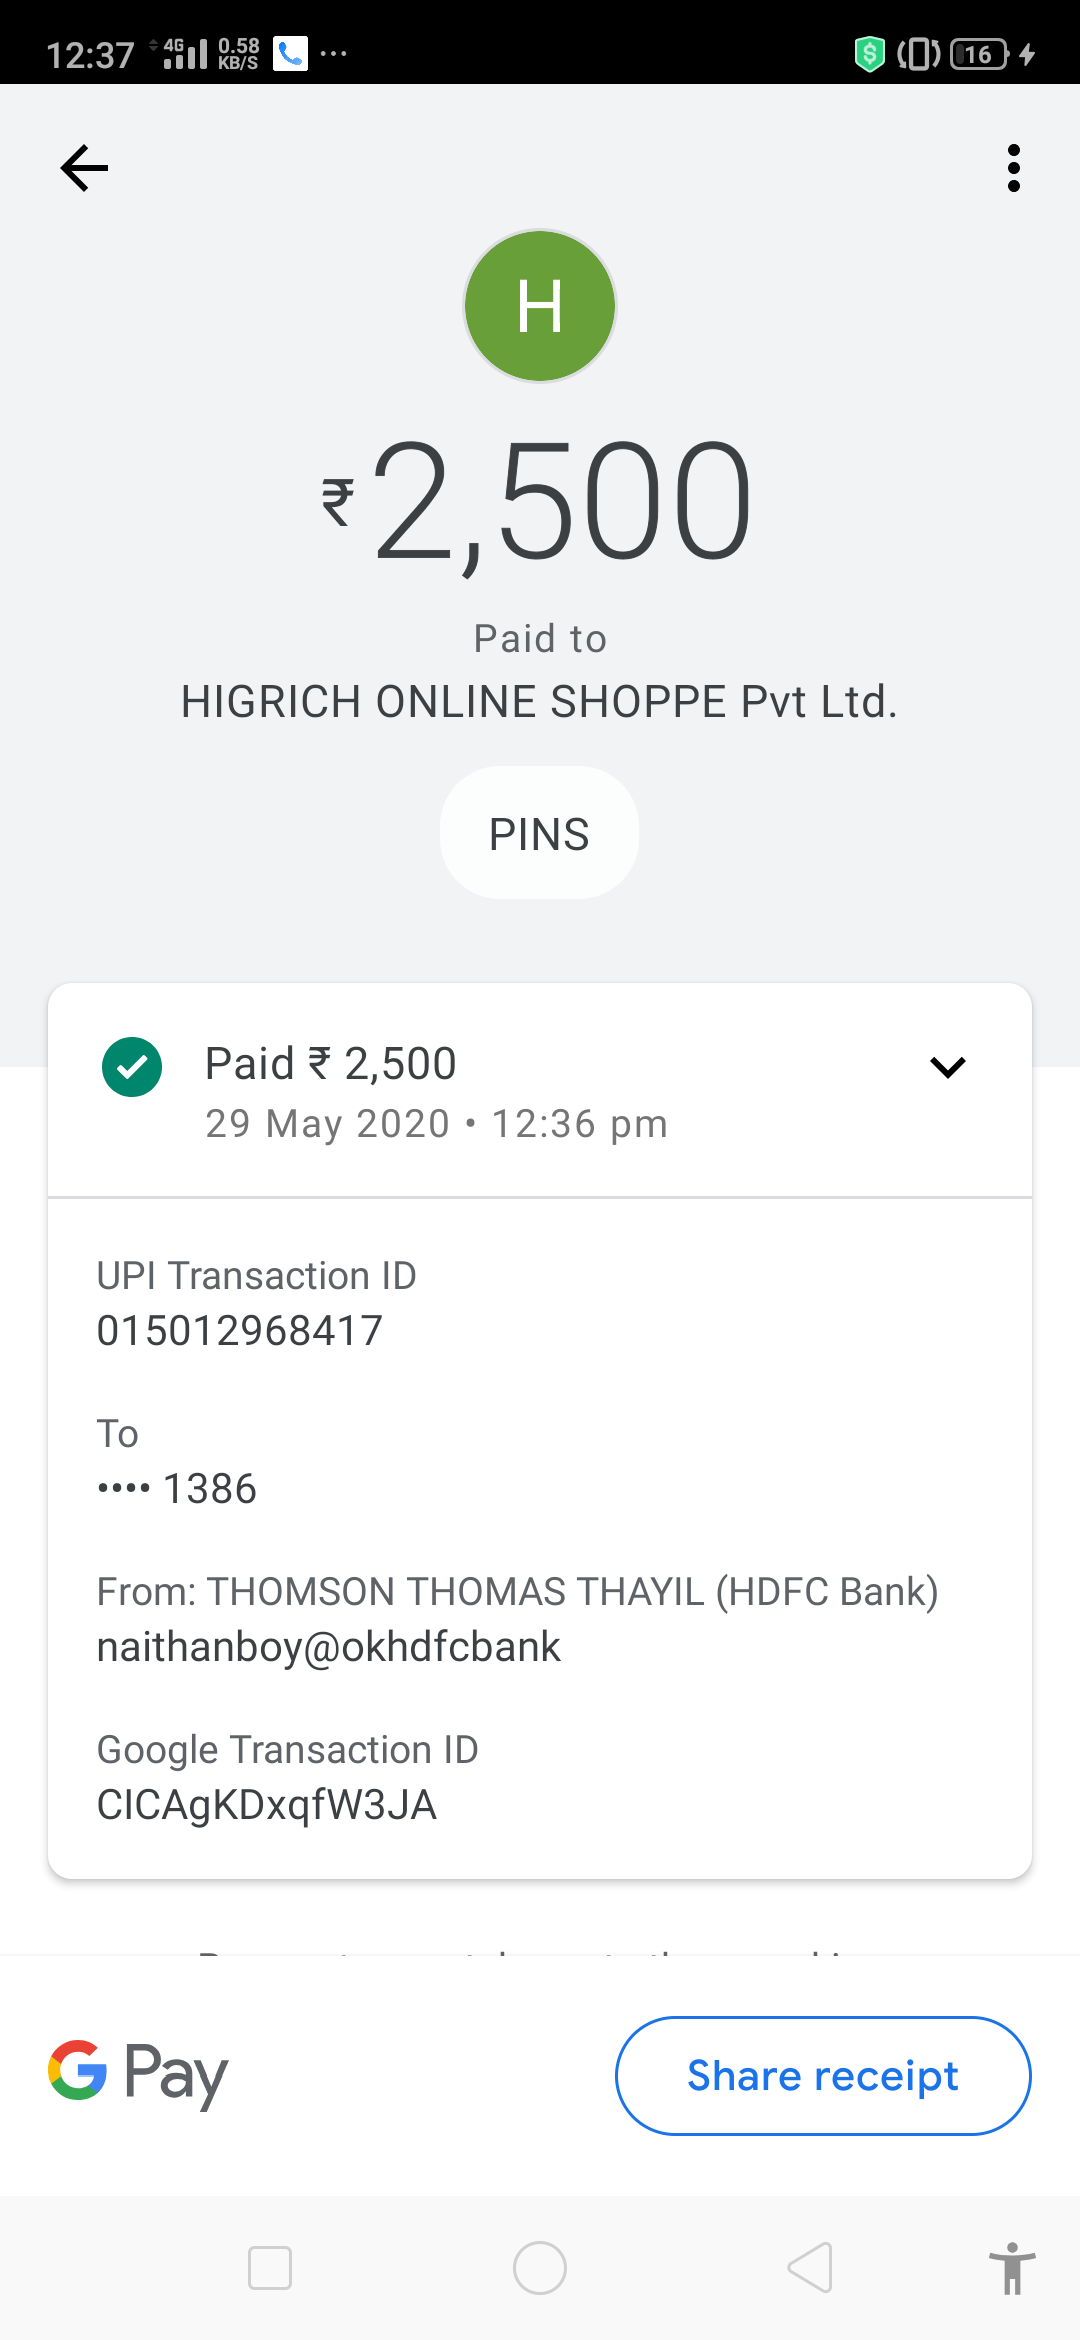 12:37 4G 0.58 KB/S ... $ 16
H
₹2,500
Paid to
HIGRICH ONLINE SHOPPE Pvt Ltd.
PINS
Paid ₹ 2,500
29 May 2020 • 12:36 pm
UPI Transaction ID
015012968417
To
•••• 1386
From: THOMSON THOMAS THAYIL (HDFC Bank)
naithanboy@okhdfcbank
Google Transaction ID
CICAgKDxqfW3JA
G Pay
Share receipt